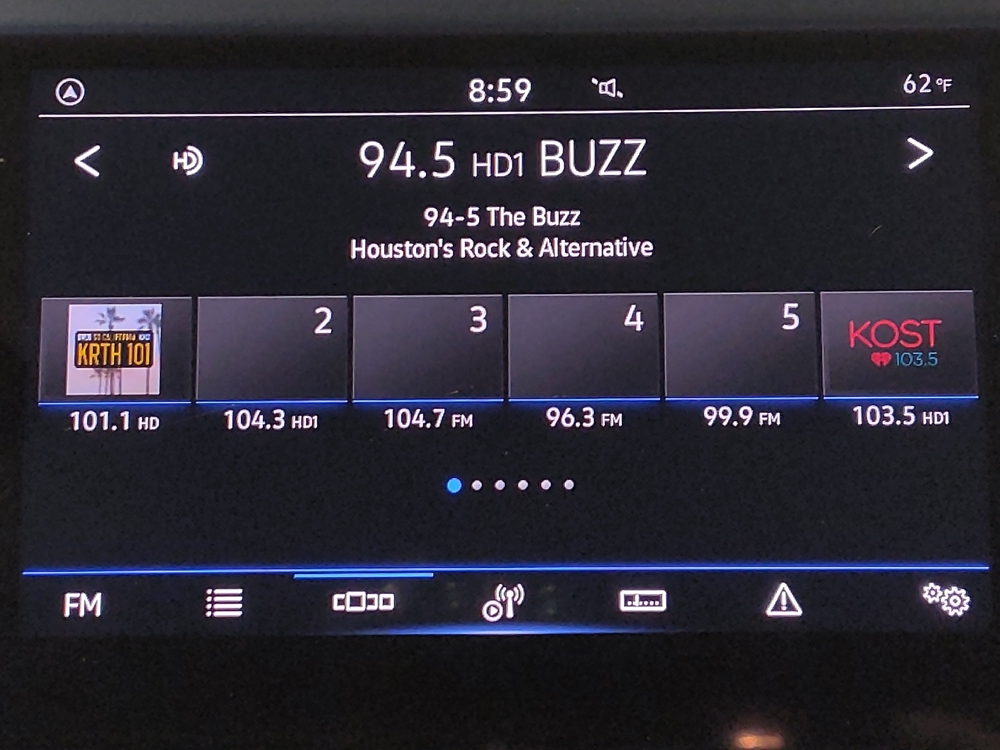 8:59
62 °F
HD 94.5 HD1 BUZZ
94-5 The Buzz
Houston's Rock & Alternative
KRTH 101
2
3
4
5
KOST
103.5
101.1 HD
104.3 HD1
104.7 FM
96.3 FM
99.9 FM
103.5 HD1
FM